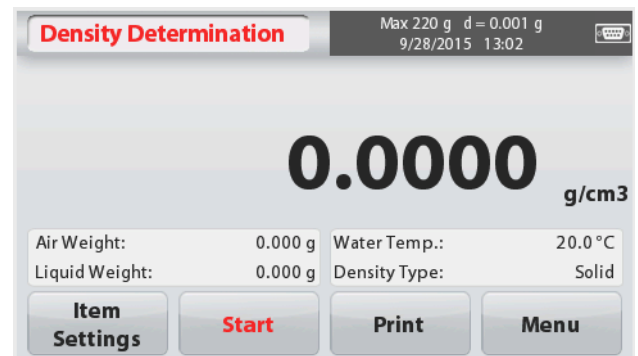 Density Determination
Max 220 g d = 0.001 g
9/28/2015 13:02
0.0000
g/cm3
Air Weight: 0.000 g
Liquid Weight: 0.000 g
Water Temp.: 20.0 °C
Density Type: Solid
Item
Settings
Start
Print
Menu